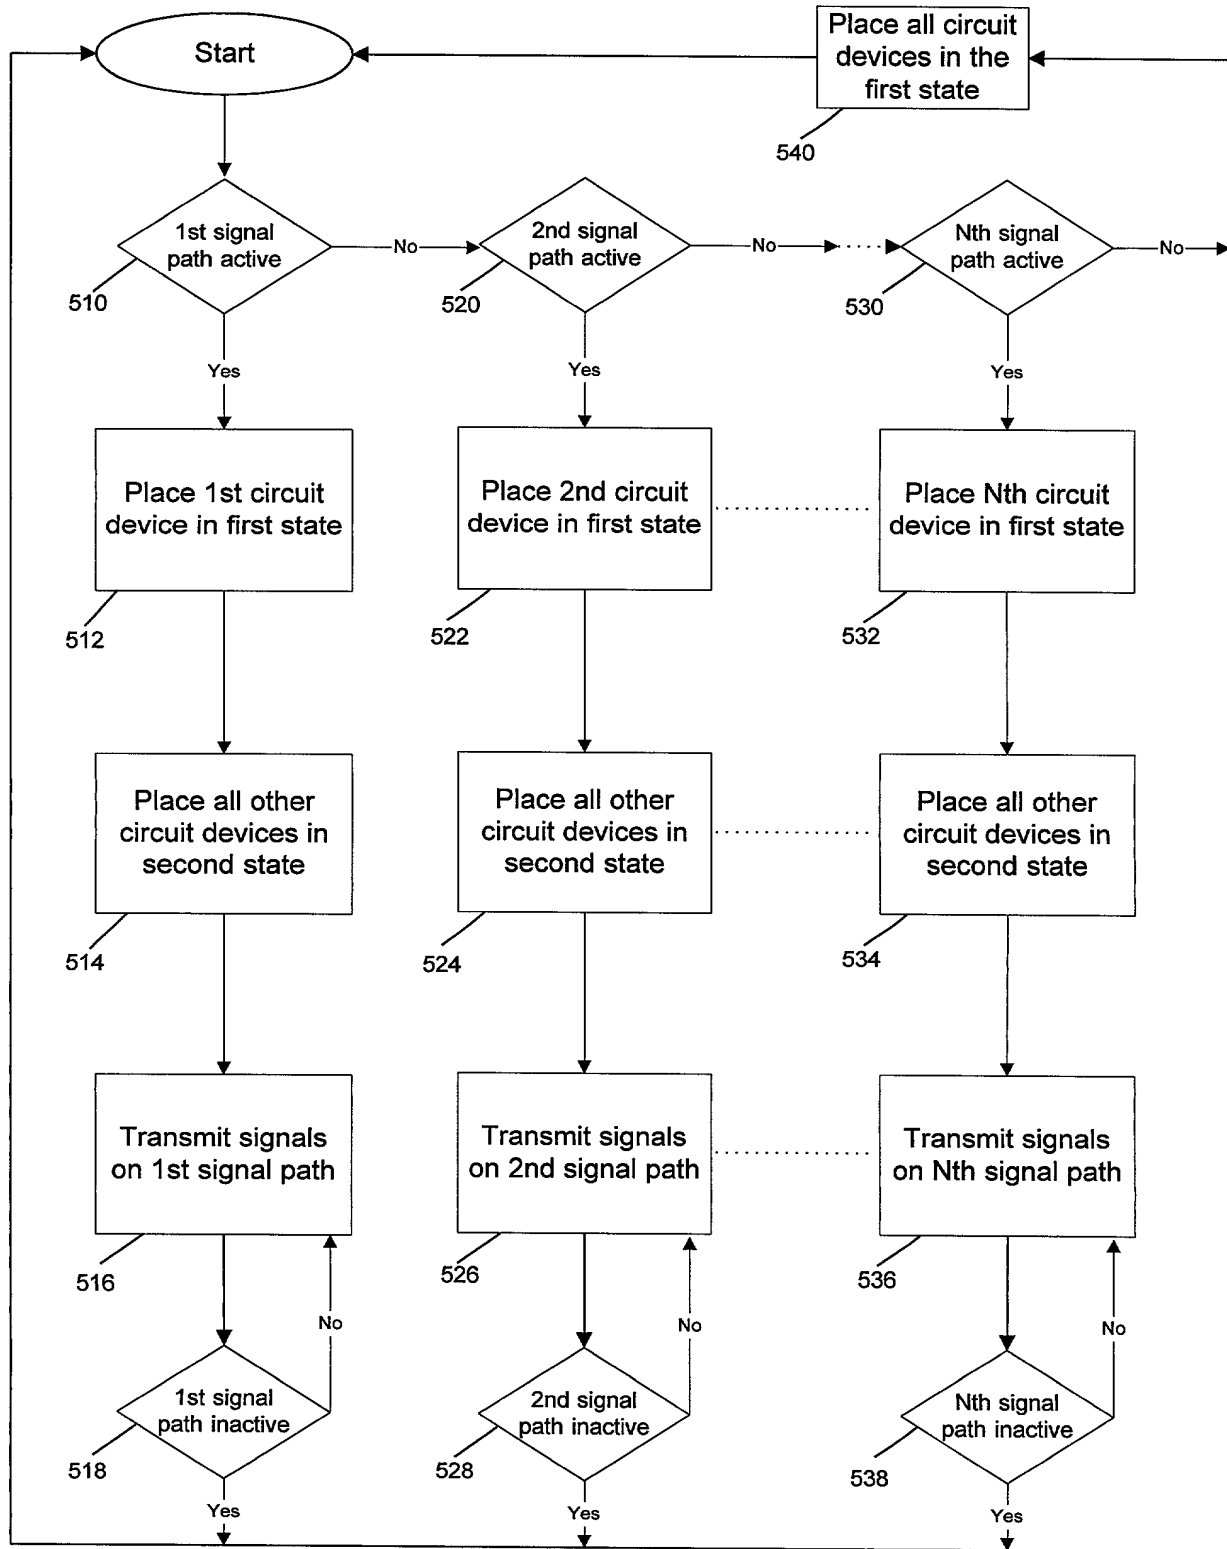 Start
Place all circuit
devices in the
first state
540
1st signal
path active
No
2nd signal
path active
No
Nth signal
path active
No
510
520
530
Yes
Yes
Yes
Place 1st circuit
device in first state
Place 2nd circuit
device in first state
Place Nth circuit
device in first state
512
522
532
Place all other
circuit devices in
second state
Place all other
circuit devices in
second state
Place all other
circuit devices in
second state
514
524
534
Transmit signals
on 1st signal path
Transmit signals
on 2nd signal path
Transmit signals
on Nth signal path
516
526
536
No
No
No
1st signal
path inactive
2nd signal
path inactive
Nth signal
path inactive
518
528
538
Yes
Yes
Yes